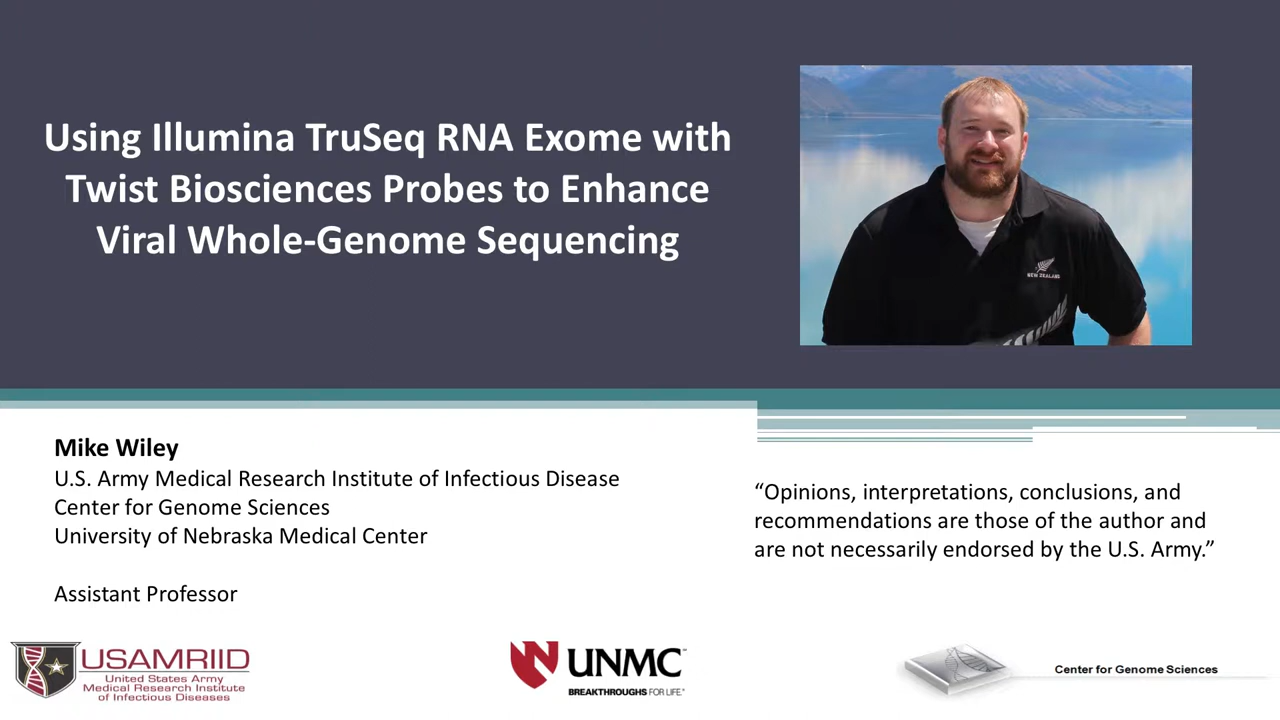 Using Illumina TruSeq RNA Exome with
Twist Biosciences Probes to Enhance
Viral Whole-Genome Sequencing
NEW ZEALAND
Mike Wiley
U.S. Army Medical Research Institute of Infectious Disease
Center for Genome Sciences
University of Nebraska Medical Center
Assistant Professor
“Opinions, interpretations, conclusions, and
recommendations are those of the author and
are not necessarily endorsed by the U.S. Army.”
USAMRIID
United States Army
Medical Research Institute
of Infectious Diseases
UNMC™
BREAKTHROUGHS FOR LIFE.®
Center for Genome Sciences